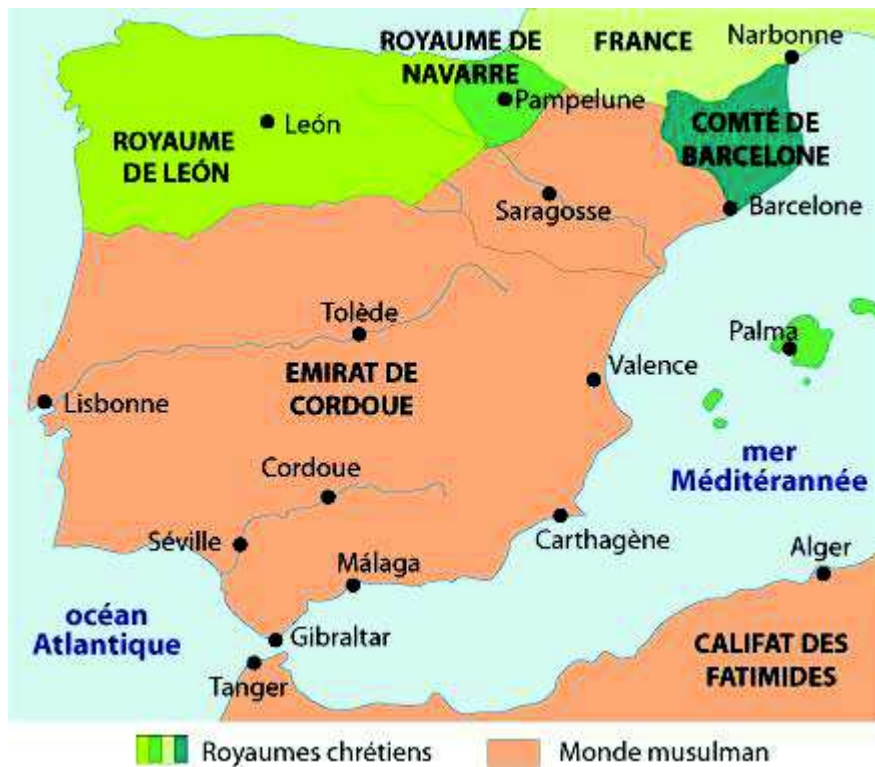 ROYAUME DE
NAVARRE
FRANCE
Narbonne
Pampelune
León
ROYAUME
DE LEÓN
COMTÉ DE
BARCELONE
Saragosse
Barcelone
Tolède
Palma
EMIRAT DE
CORDOUE
Valence
Lisbonne
mer
Méditérannée
Cordoue
Séville
Carthagène
Málaga
Alger
océan
Atlantique
Gibraltar
CALIFAT DES
FATIMIDES
Tanger
Royaumes chrétiens
Monde musulman